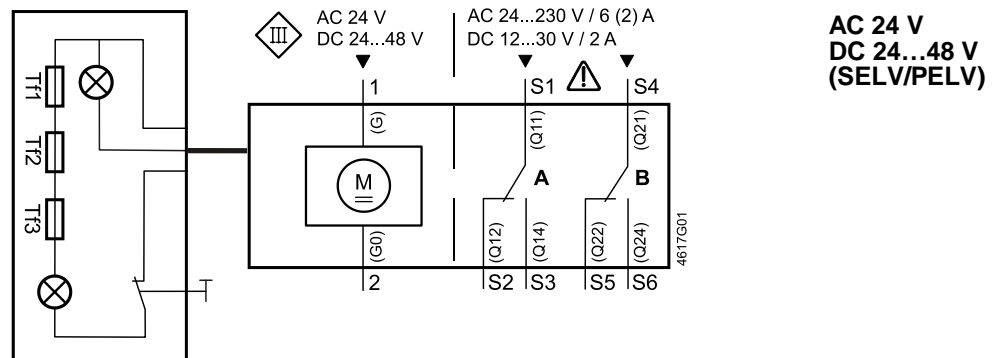 AC 24 V
DC 24...48 V
AC 24...230 V / 6 (2) A
DC 12...30 V / 2 A
AC 24 V
DC 24...48 V
(SELV/PELV)
III
1
S1
S4
(G)
(Q11)
(Q21)
Tf1
Tf2
Tf3
M
A
B
(G0)
(Q12)
(Q14)
(Q22)
(Q24)
2
S2
S3
S5
S6
4617G01